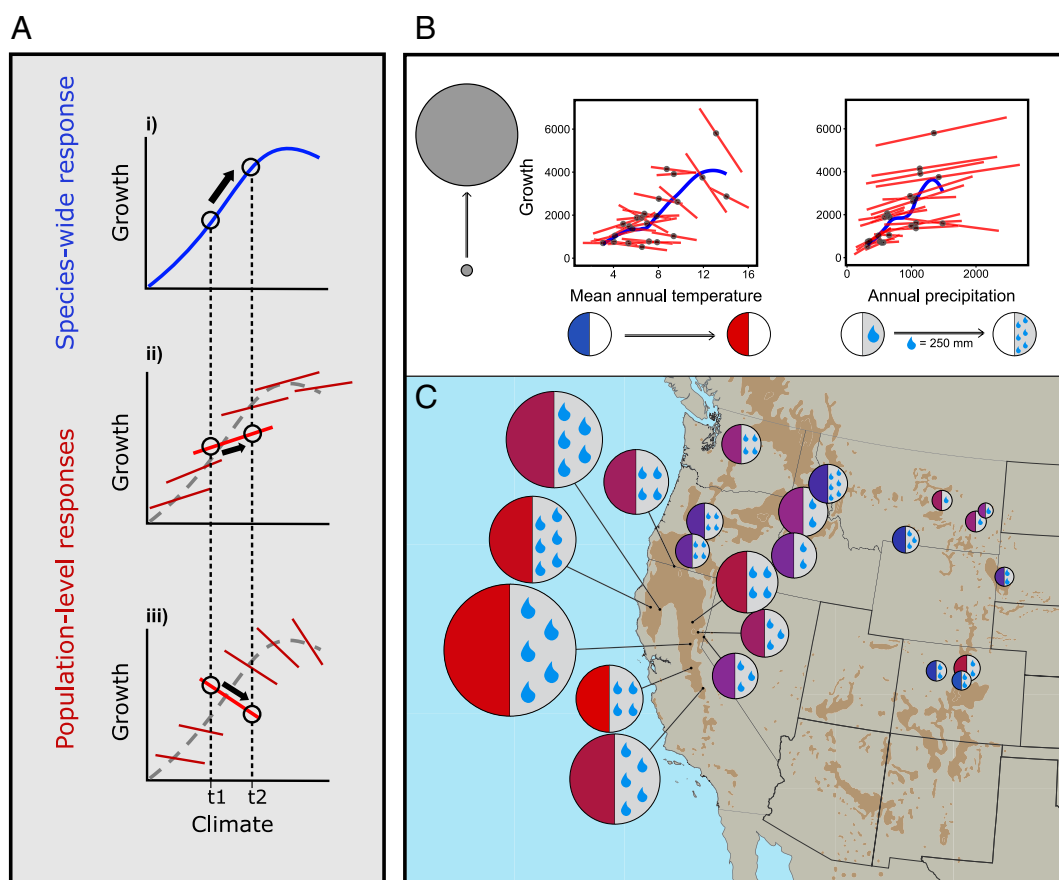 A
Species-wide response
Population-level responses
i)
Growth
ii)
Growth
iii)
Growth
t1 t2
Climate
B
Growth
6000
4000
2000
0
4 8 12 16
Mean annual temperature
6000
4000
2000
0
0 1000 2000
Annual precipitation
= 250 mm
C